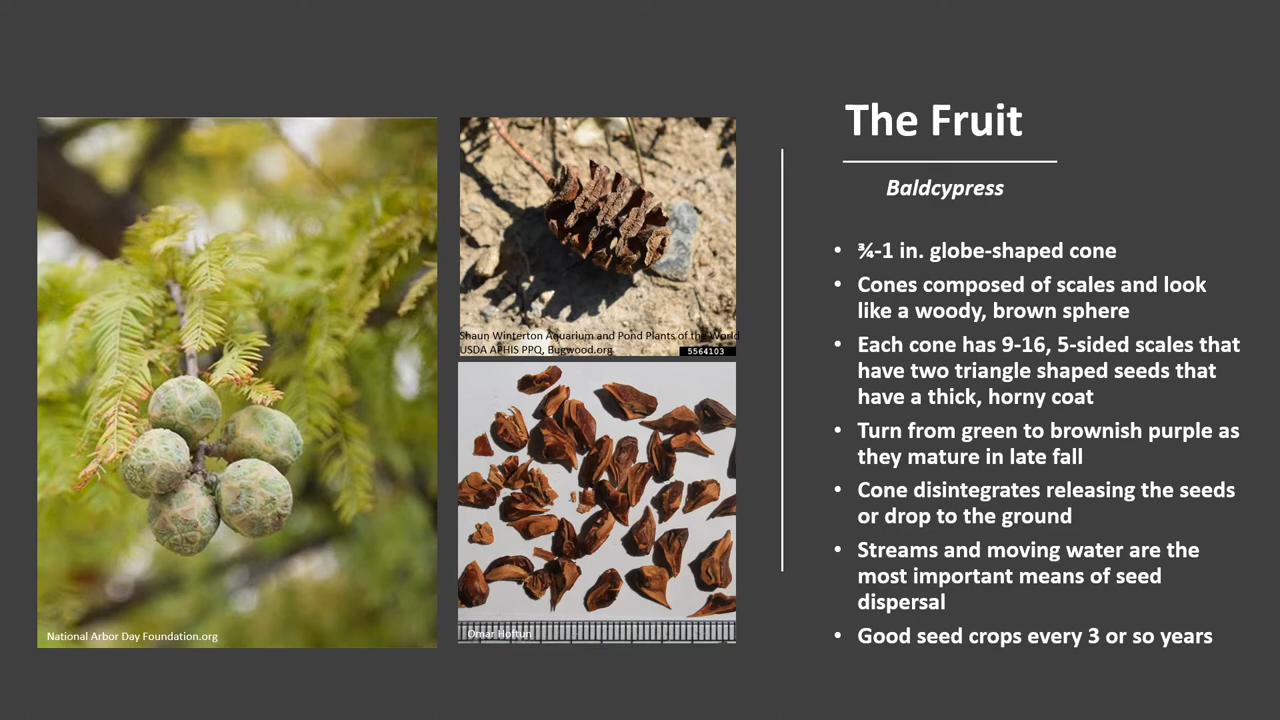 The Fruit
Baldcypress
• ¾-1 in. globe-shaped cone
• Cones composed of scales and look
like a woody, brown sphere
• Each cone has 9-16, 5-sided scales that
have two triangle shaped seeds that
have a thick, horny coat
• Turn from green to brownish purple as
they mature in late fall
• Cone disintegrates releasing the seeds
or drop to the ground
• Streams and moving water are the
most important means of seed
dispersal
• Good seed crops every 3 or so years
National Arbor Day Foundation.org
Shaun Winterton Aquarium and Pond Plants of the World
USDA APHIS PPQ, Bugwood.org
5564103
Omar Hoftun